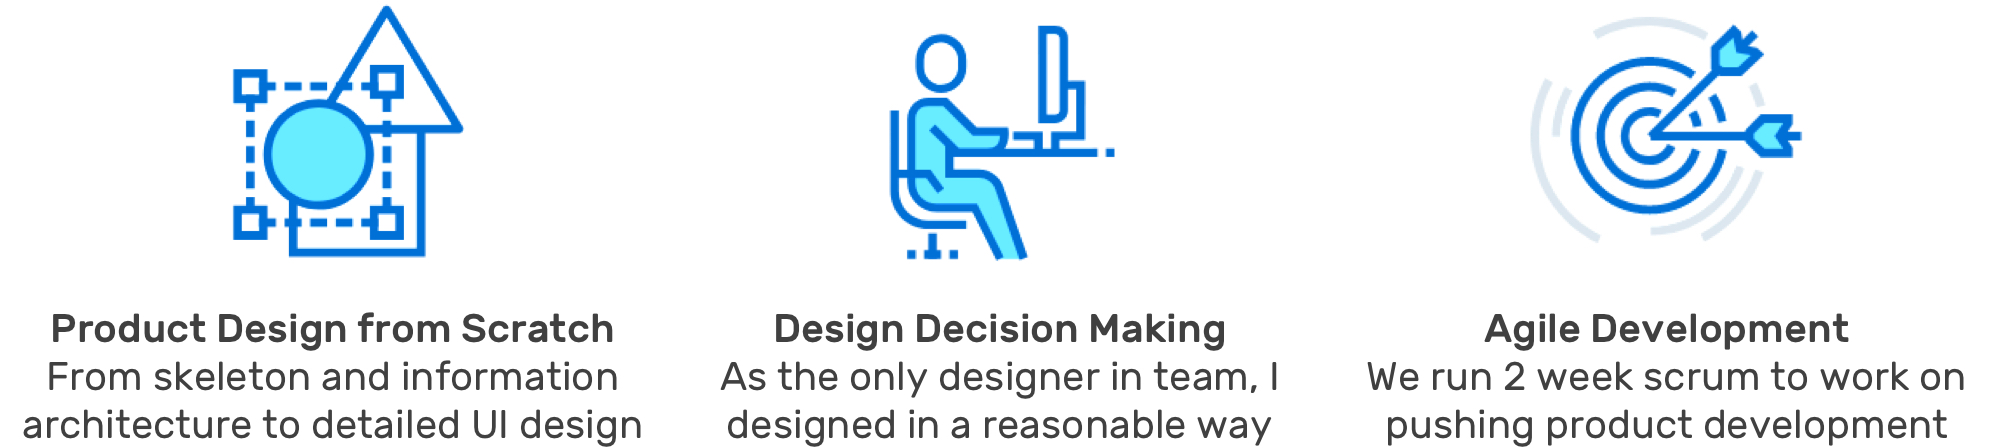 Product Design from Scratch
From skeleton and information
architecture to detailed UI design
Design Decision Making
As the only designer in team, I
designed in a reasonable way
Agile Development
We run 2 week scrum to work on
pushing product development